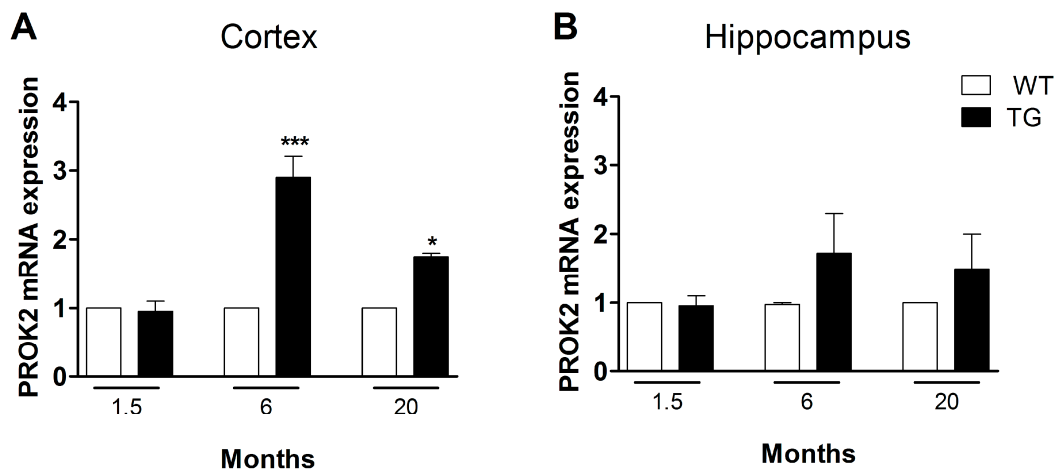 A
Cortex
PROK2 mRNA expression
4
3
2
1
0
***
*
1.5
6
20
Months
B
Hippocampus
WT
TG
PROK2 mRNA expression
4
3
2
1
0
1.5
6
20
Months